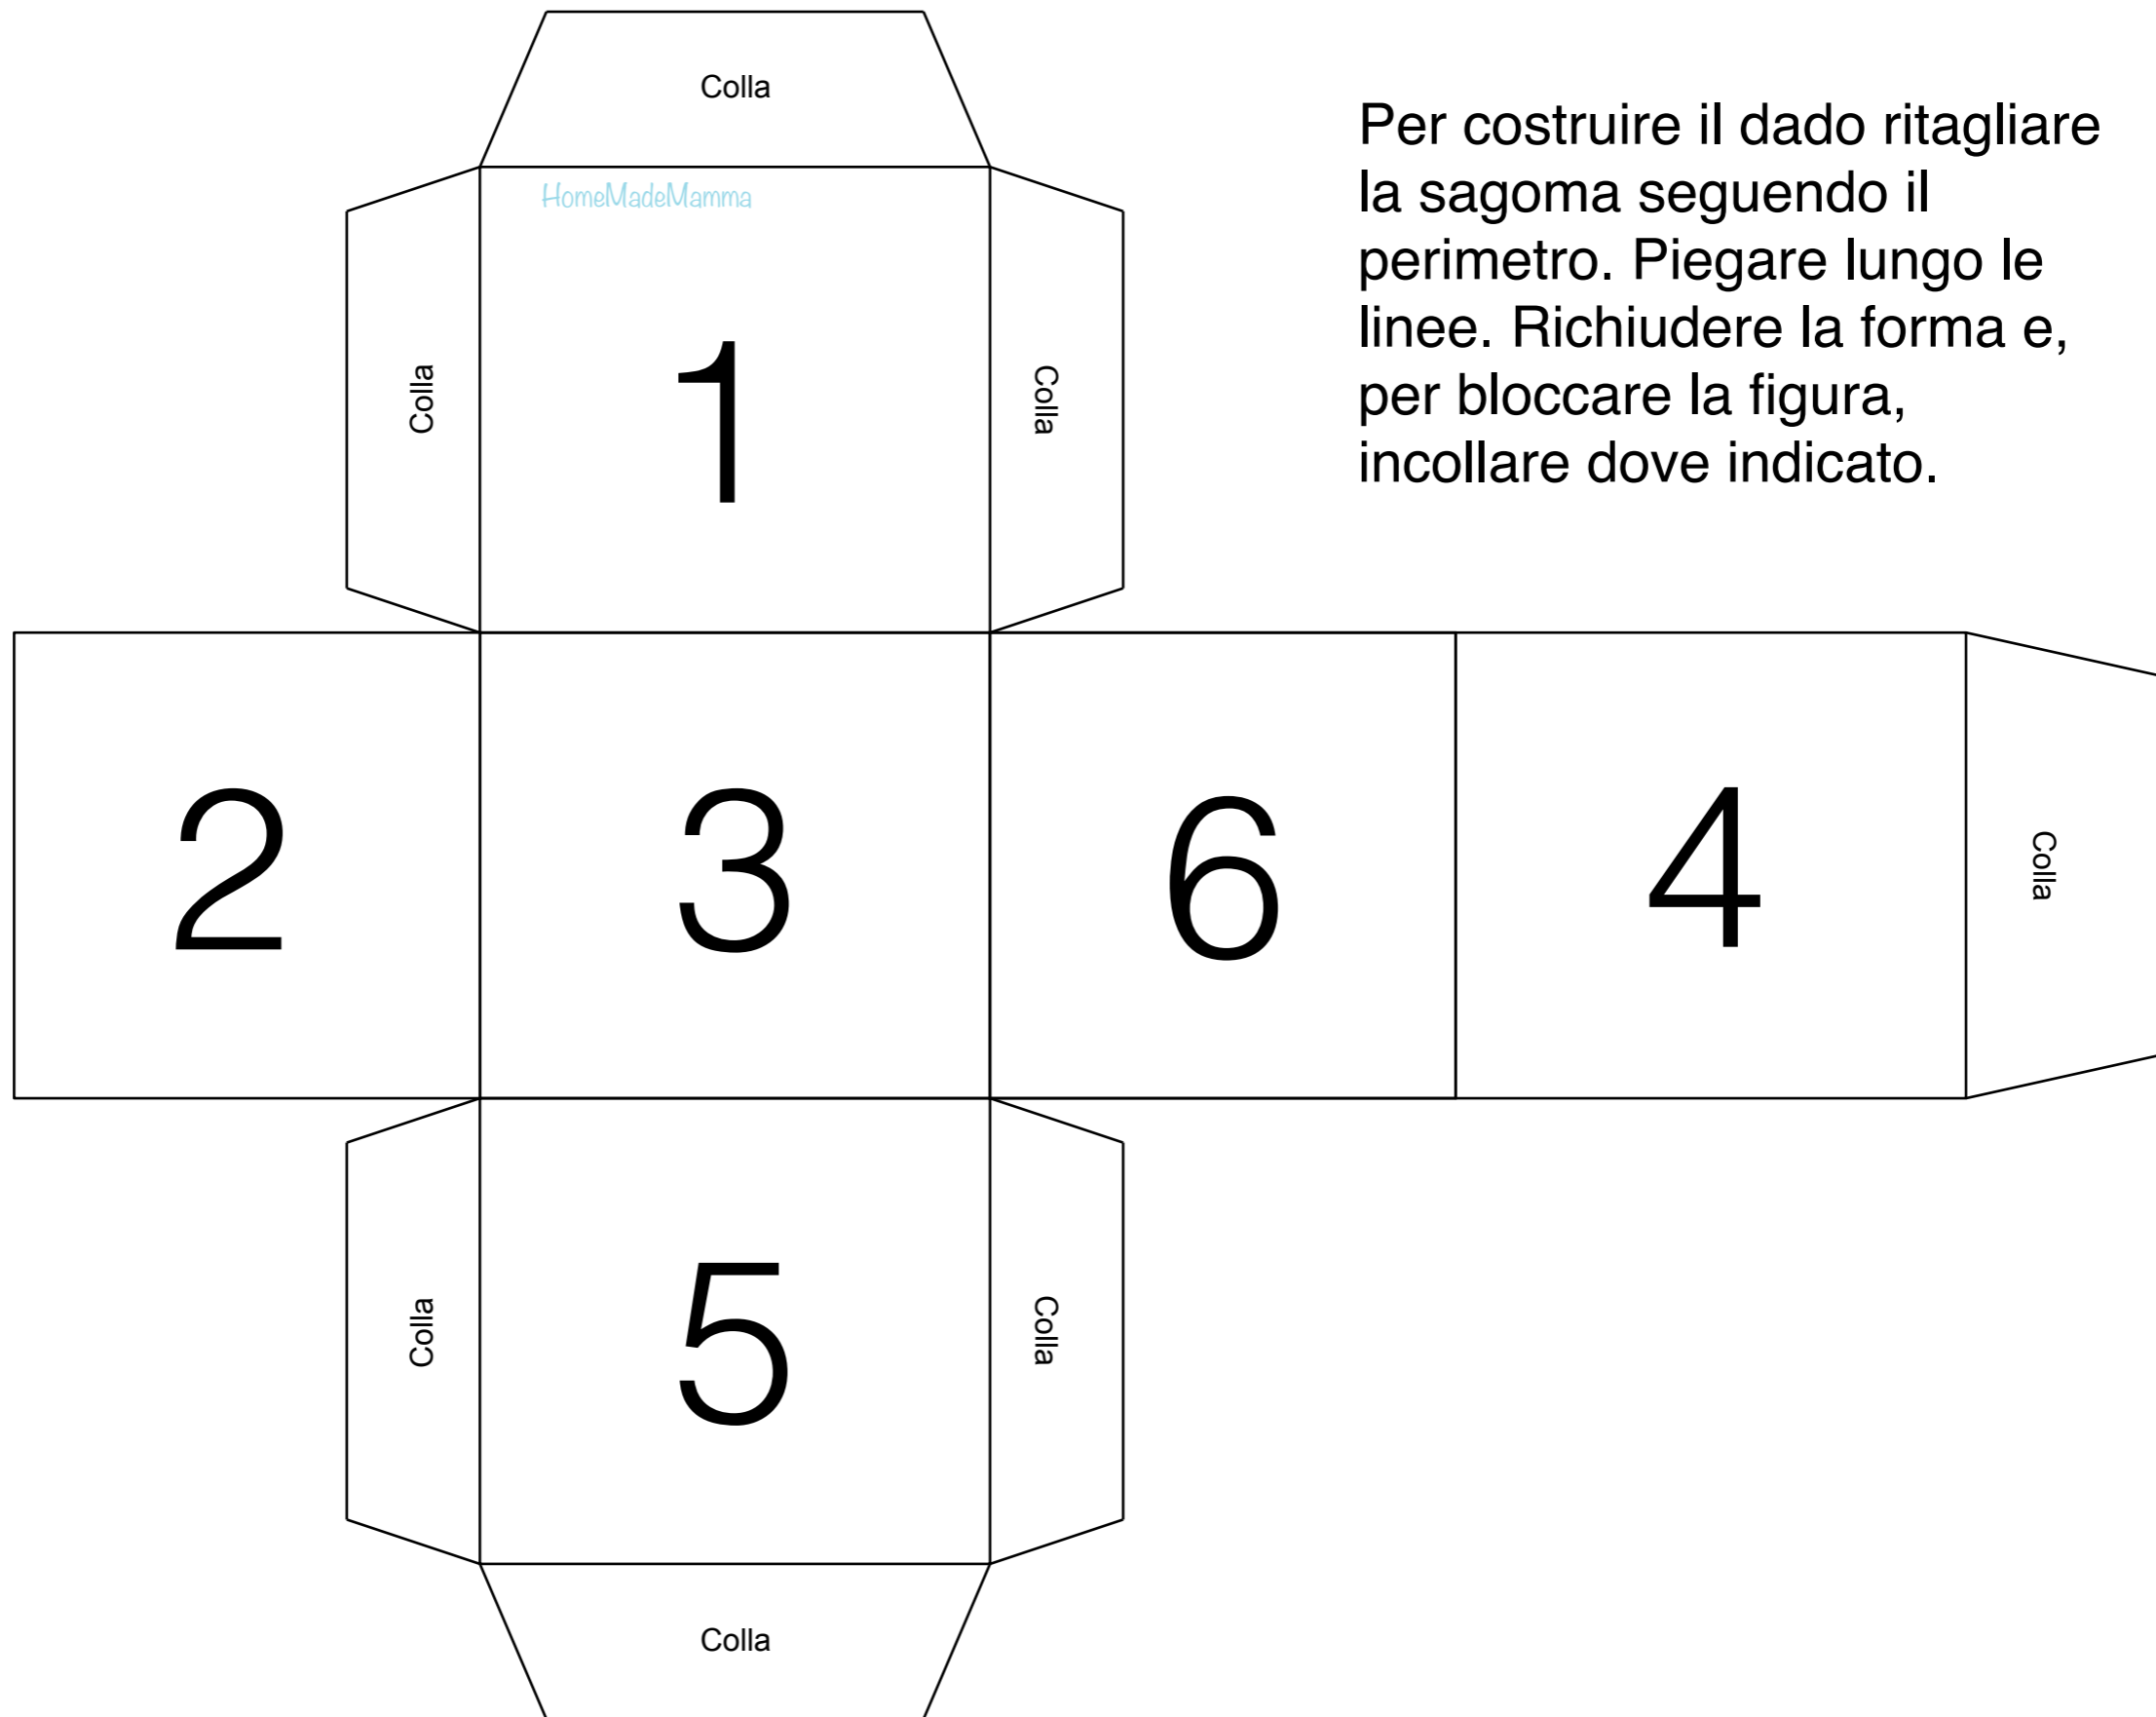 Colla
Per costruire il dado ritagliare
la sagoma seguendo il
perimetro. Piegare lungo le
linee. Richiudere la forma e,
per bloccare la figura,
incollare dove indicato.
HomeMadeMamma
Colla
1
Colla
2
3
6
4
Colla
Colla
5
Colla
Colla